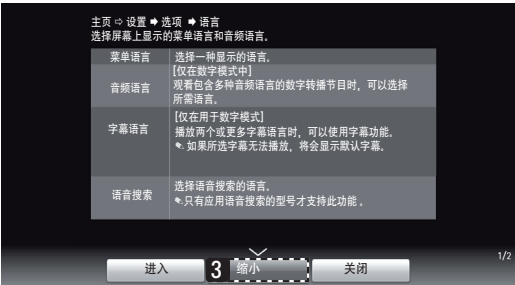 主页 ⇨ 设置 ➡ 选项 ➡ 语言
选择屏幕上显示的菜单语言和音频语言。
菜单语言 选择一种显示的语言。
音频语言 [仅在数字模式中]
观看包含多种音频语言的数字转播节目时，可以选择
所需语言。
字幕语言 [仅在用于数字模式]
播放两个或更多字幕语言时，可以使用字幕功能。
✎ 如果所选字幕无法播放，将会显示默认字幕。
语音搜索 选择语音搜索的语言。
✎ 只有应用语音搜索的型号才支持此功能。
1/2
进入 3 缩小 关闭